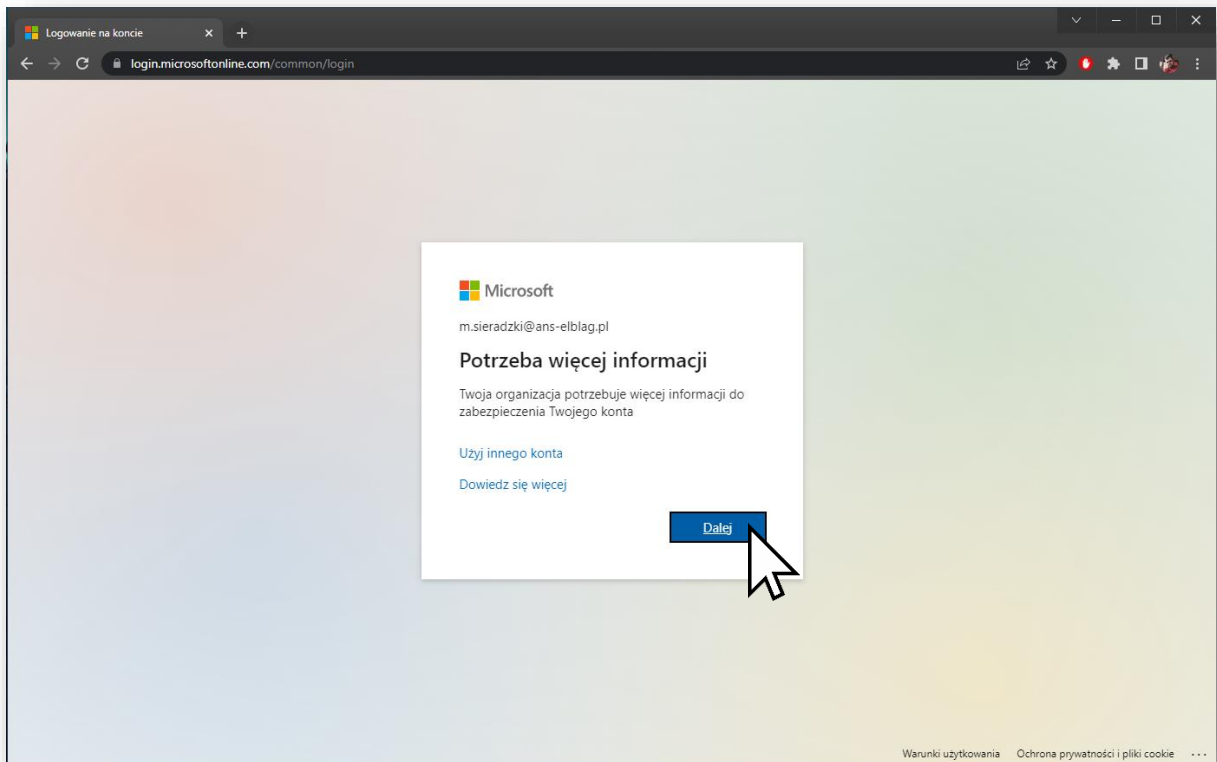 Logowanie na koncie
login.microsoftonline.com/common/login
Microsoft
m.sieradzki@ans-elblag.pl
Potrzeba więcej informacji
Twoja organizacja potrzebuje więcej informacji do
zabezpieczenia Twojego konta
Użyj innego konta
Dowiedz się więcej
Dalej
Warunki użytkowania Ochrona prywatności i pliki cookie ...